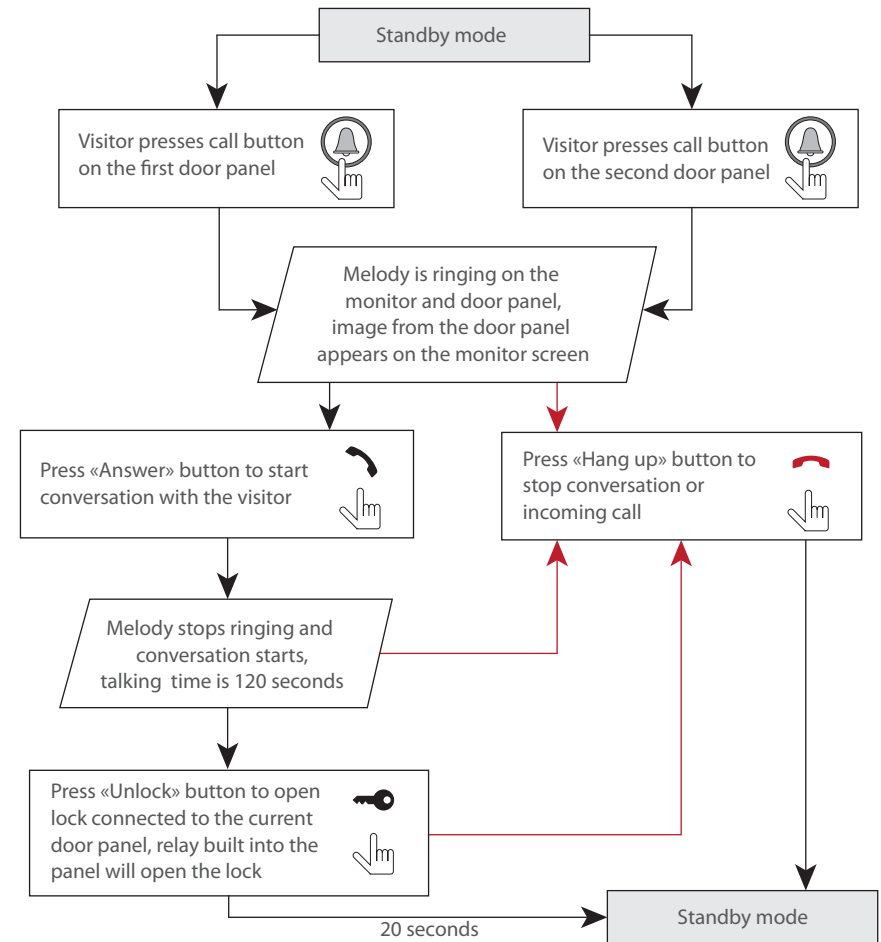 Standby mode
Visitor presses call button
on the first door panel
Visitor presses call button
on the second door panel
Melody is ringing on the
monitor and door panel,
image from the door panel
appears on the monitor screen
Press «Answer» button to start
conversation with the visitor
Press «Hang up» button to
stop conversation or
incoming call
Melody stops ringing and
conversation starts,
talking time is 120 seconds
Press «Unlock» button to open
lock connected to the current
door panel, relay built into the
panel will open the lock
20 seconds
Standby mode